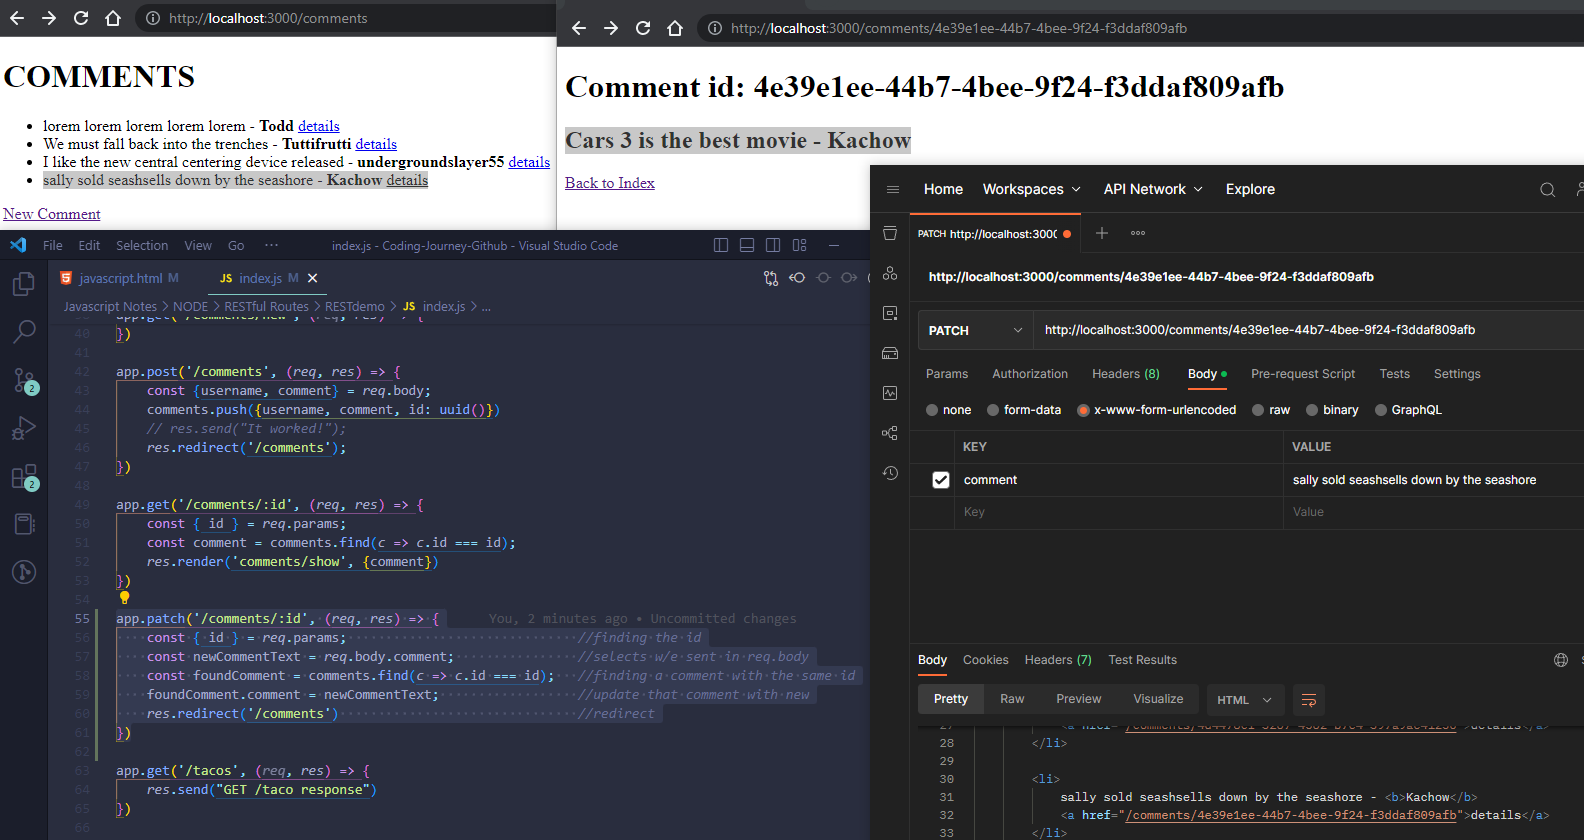 http://localhost:3000/comments
COMMENTS
lorem lorem lorem lorem lorem - Todd details
We must fall back into the trenches - Tuttifrutti details
I like the new central centering device released - undergroundslayer55 details
sally sold seashsells down by the seashore - Kachow details
New Comment
http://localhost:3000/comments/4e39e1ee-44b7-4bee-9f24-f3ddaf809afb
Comment id: 4e39e1ee-44b7-4bee-9f24-f3ddaf809afb
Cars 3 is the best movie - Kachow
Back to Index
File Edit Selection View Go ··· index.js - Coding-Journey-Github - Visual Studio Code
javascript.html M JS index.js M
Javascript Notes > NODE > RESTful Routes > RESTdemo > JS index.js > ...
2
2
app.get('/comments/new', (req, res) => {
40 })
41
42 app.post('/comments', (req, res) => {
43 const {username, comment} = req.body;
44 comments.push({username, comment, id: uuid()})
45 // res.send("It worked!");
46 res.redirect('/comments');
47 })
48
49 app.get('/comments/:id', (req, res) => {
50 const { id } = req.params;
51 const comment = comments.find(c => c.id === id);
52 res.render('comments/show', {comment})
53 })
54
55 app.patch('/comments/:id', (req, res) => { You, 2 minutes ago • Uncommitted changes
56 const { id } = req.params; //finding the id
57 const newCommentText = req.body.comment; //selects w/e sent in req.body
58 const foundComment = comments.find(c => c.id === id); //finding a comment with the same id
59 foundComment.comment = newCommentText; //update that comment with new
60 res.redirect('/comments') //redirect
61 })
62
63 app.get('/tacos', (req, res) => {
64 res.send("GET /taco response")
65 })
66
Home Workspaces API Network Explore
PATCH http://localhost:300
http://localhost:3000/comments/4e39e1ee-44b7-4bee-9f24-f3ddaf809afb
PATCH http://localhost:3000/comments/4e39e1ee-44b7-4bee-9f24-f3ddaf809afb
Params Authorization Headers (8) Body Pre-request Script Tests Settings
none form-data x-www-form-urlencoded raw binary GraphQL
KEY VALUE
comment sally sold seashsells down by the seashore
Key Value
Body Cookies Headers (7) Test Results
Pretty Raw Preview Visualize HTML
27 details</a>
28 </li>
29
30 <li>
31 sally sold seashsells down by the seashore - <b>Kachow</b>
32 <a href="/comments/4e39e1ee-44b7-4bee-9f24-f3ddaf809afb">details</a>
33 </li>